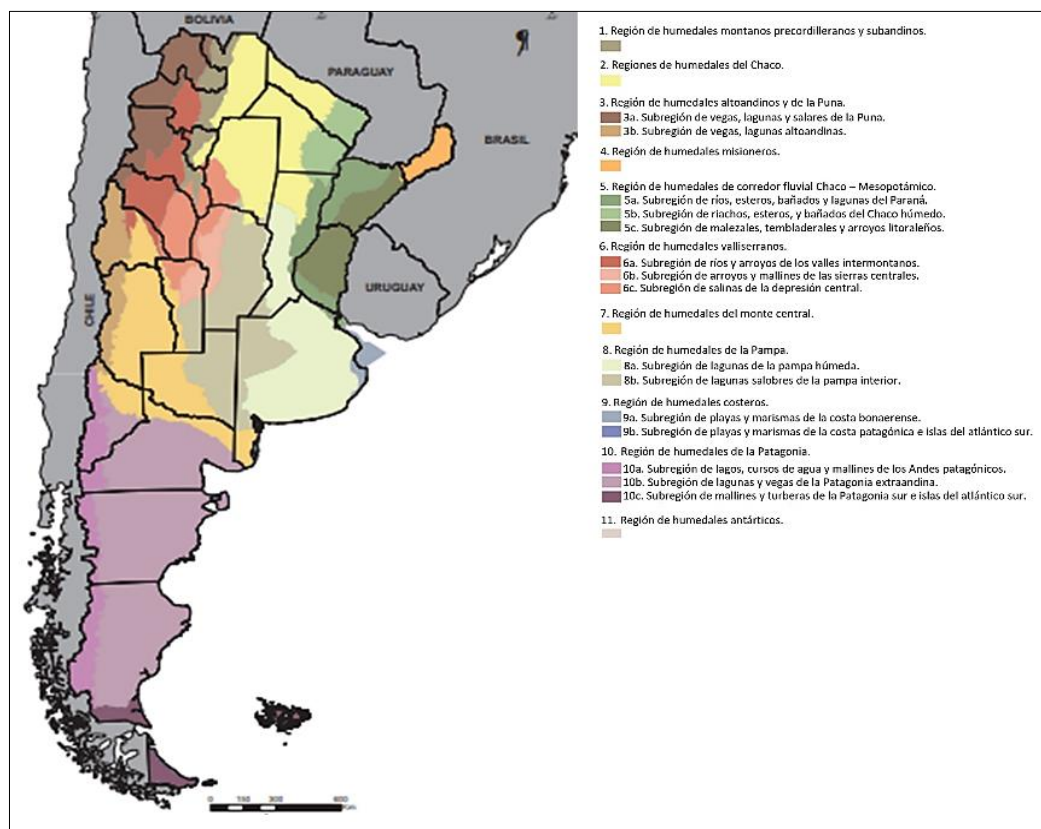 BOLIVIA
PARAGUAY
BRASIL
CHILE
URUGUAY
0 150 300 600
Km
1. Región de humedales montanos precordilleranos y subandinos.
2. Regiones de humedales del Chaco.
3. Región de humedales altoandinos y de la Puna.
3a. Subregión de vegas, lagunas y salares de la Puna.
3b. Subregión de vegas, lagunas altoandinas.
4. Región de humedales misioneros.
5. Región de humedales de corredor fluvial Chaco – Mesopotámico.
5a. Subregión de ríos, esteros, bañados y lagunas del Paraná.
5b. Subregión de riachos, esteros, y bañados del Chaco húmedo.
5c. Subregión de malezales, tembladerales y arroyos litoraleños.
6. Región de humedales valliserranos.
6a. Subregión de ríos y arroyos de los valles intermontanos.
6b. Subregión de arroyos y mallines de las sierras centrales.
6c. Subregión de salinas de la depresión central.
7. Región de humedales del monte central.
8. Región de humedales de la Pampa.
8a. Subregión de lagunas de la pampa húmeda.
8b. Subregión de lagunas salobres de la pampa interior.
9. Región de humedales costeros.
9a. Subregión de playas y marismas de la costa bonaerense.
9b. Subregión de playas y marismas de la costa patagónica e islas del atlántico sur.
10. Región de humedales de la Patagonia.
10a. Subregión de lagos, cursos de agua y mallines de los Andes patagónicos.
10b. Subregión de lagunas y vegas de la Patagonia extraandina.
10c. Subregión de mallines y turberas de la Patagonia sur e islas del atlántico sur.
11. Región de humedales antárticos.